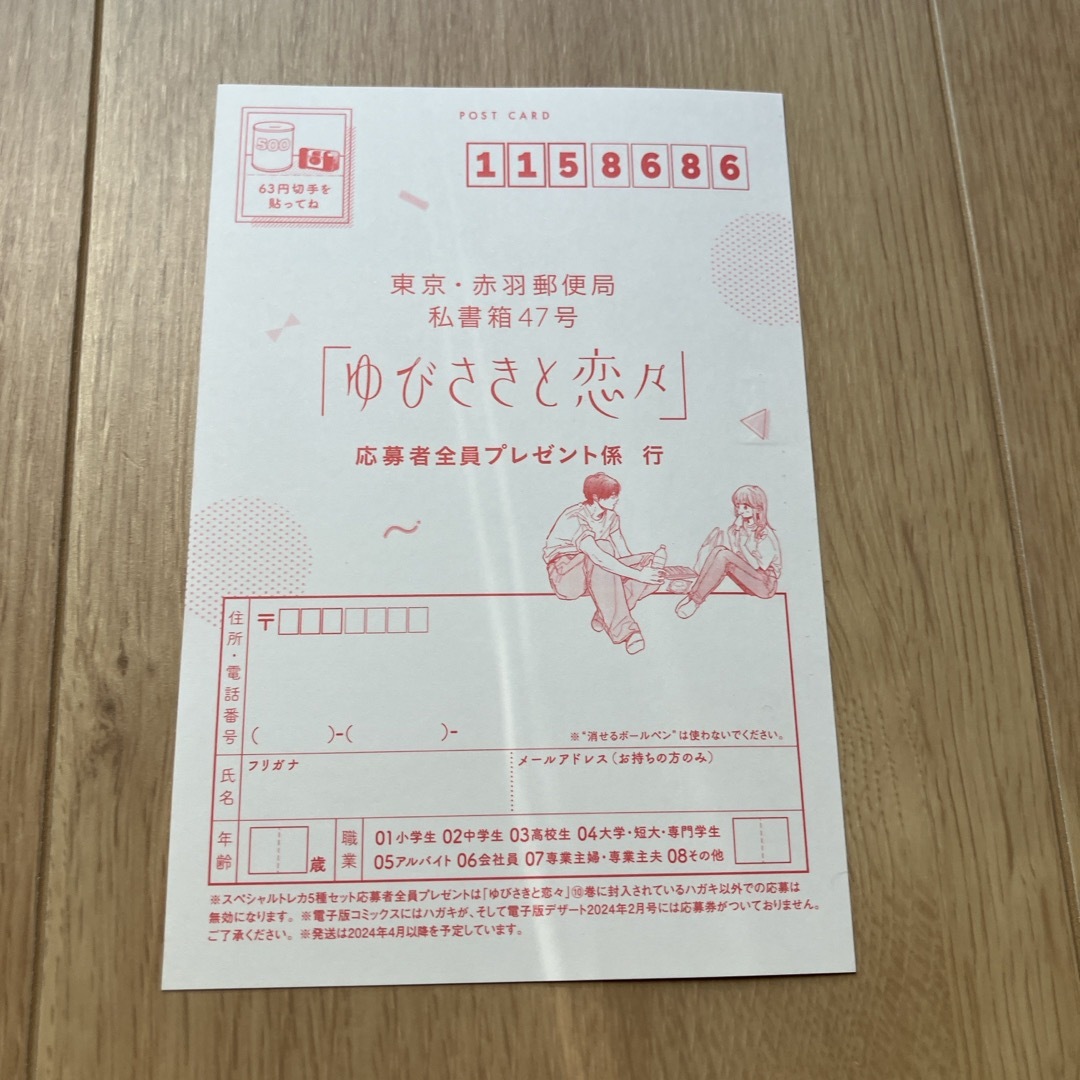 POST CARD
1158686
500
63円切手を
貼ってね
東京・赤羽郵便局
私書箱47号
「ゆびさきと恋々」
応募者全員プレゼント係 行
住所・電話番号
〒
( )-( )-
※“消せるボールペン”は使わないでください。
氏名
フリガナ
メールアドレス(お持ちの方のみ)
年齢
歳
職業
01小学生 02中学生 03高校生 04大学・短大・専門学生
05アルバイト 06会社員 07専業主婦・専業主夫 08その他
※スペシャルトレカ5種セット応募者全員プレゼントは「ゆびさきと恋々」⑩巻に封入されているハガキ以外での応募は
無効になります。 ※電子版コミックスにはハガキが、そして電子版デザート2024年2月号には応募券がついておりません。
ご了承ください。 ※発送は2024年4月以降を予定しています。